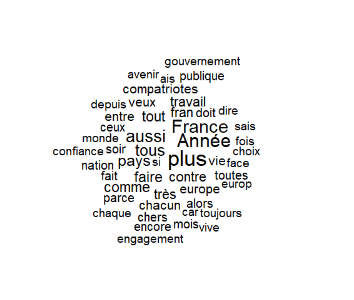 gouvernement
avenir ais publique
compatriotes
depuis veux travail
entre tout fran doit dire
ceux aussi France sais
monde Année fois
confiance soir tous choix
nation pays si plus vie face
fait faire contre toutes
comme très europe europ
parce chacun alors
chaque chers car toujours
encore mois vive
engagement